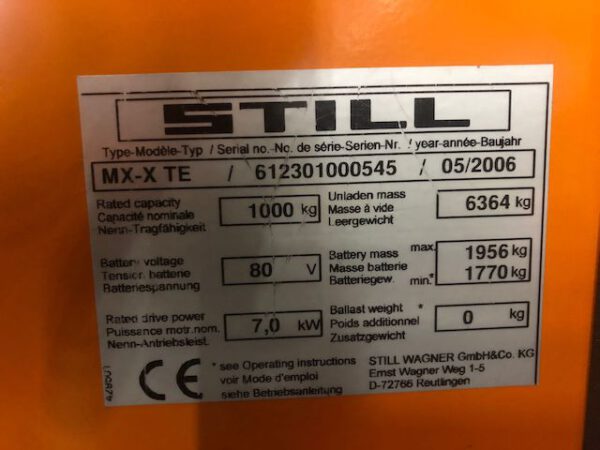 STILL
Type-Modèle-Typ / Serial no.-No. de série-Serien-Nr. / year-année-Baujahr
MX-X TE / 612301000545 / 05/2006
Rated capacity
Capacité nominale
Nenn-Tragfähigkeit
1000 kg
Unladen mass
Masse à vide
Leergewicht
6364 kg
Battery voltage
Tension batterie
Batteriespannung
80 V
Battery mass max.
Masse batterie
Batteriegew. min.*
1956 kg
1770 kg
Rated drive power
Puissance motr.nom.
Nenn-Antriebsleist.
7,0 kW
Ballast weight *
Poids additionnel
Zusatzgewicht
0 kg
CE
* see Operating instructions
voir Mode d'emploi
siehe Betriebsanleitung
STILL WAGNER GmbH&Co. KG
Ernst Wagner Weg 1-5
D-72766 Reutlingen